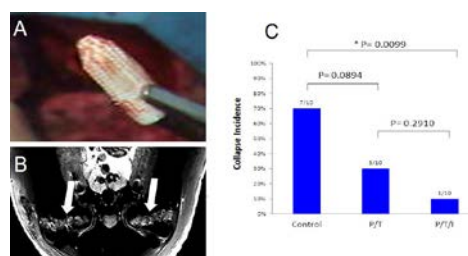 A
B
C
* P= 0.0099
P= 0.0894
P= 0.2910
Collapse Incidence
100%
90%
80%
70%
60%
50%
40%
30%
20%
10%
0%
7/10
3/10
1/10
Control
P/T
P/T/I